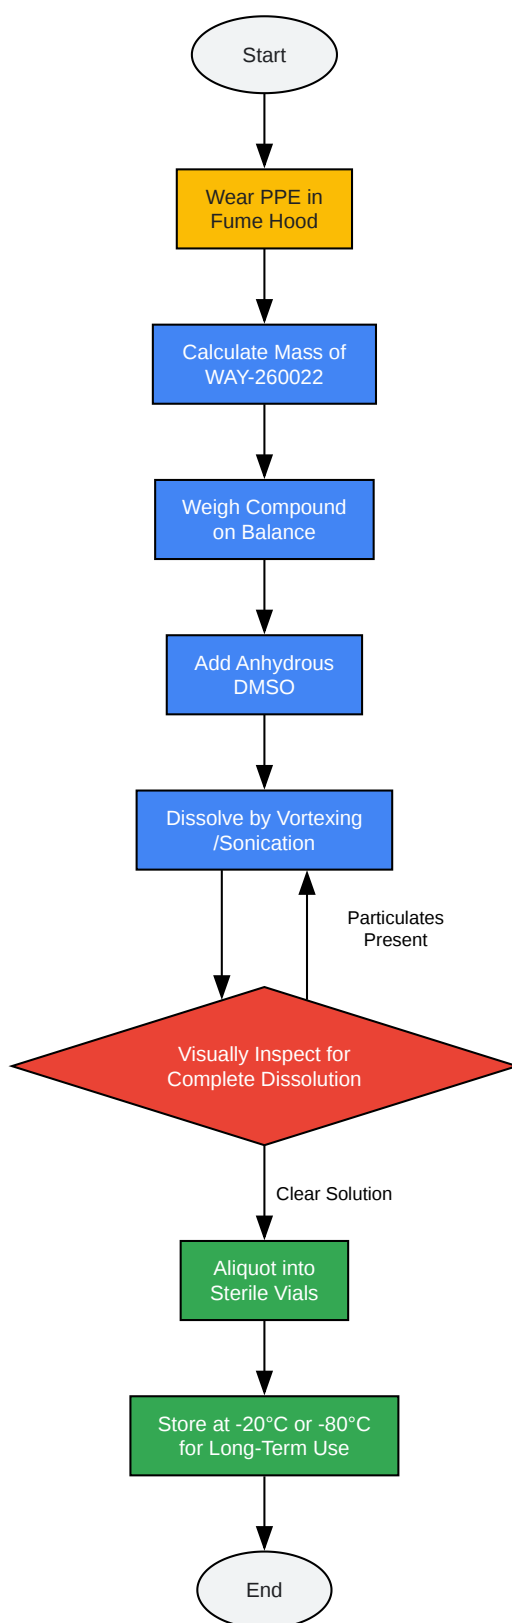 Start
Wear PPE in
Fume Hood
Calculate Mass of
WAY-260022
Weigh Compound
on Balance
Add Anhydrous
DMSO
Dissolve by Vortexing
/Sonication
Particulates
Present
Visually Inspect for
Complete Dissolution
Clear Solution
Aliquot into
Sterile Vials
Store at -20°C or -80°C
for Long-Term Use
End